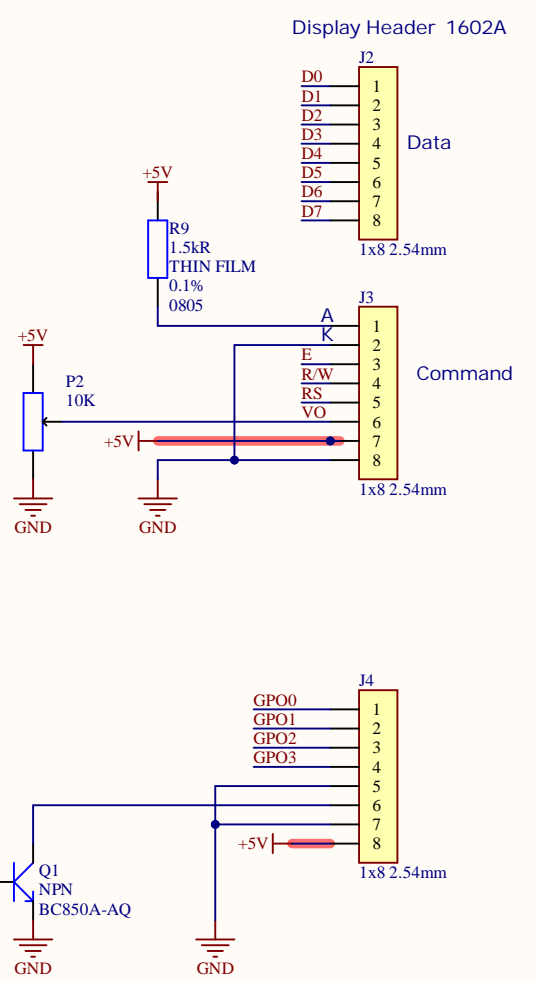 Display Header 1602A
J2
D0 1
D1 2
D2 3
D3 4
D4 5
D5 6
D6 7
D7 8
Data
1x8 2.54mm
+5V
R9
1.5kR
THIN FILM
0.1%
0805
J3
A 1
K 2
E 3
R/W 4
RS 5
VO 6
+5V 7
8
Command
1x8 2.54mm
+5V
P2
10K
GND
GND
J4
GPO0 1
GPO1 2
GPO2 3
GPO3 4
5
6
7
+5V 8
1x8 2.54mm
Q1
NPN
BC850A-AQ
GND
GND